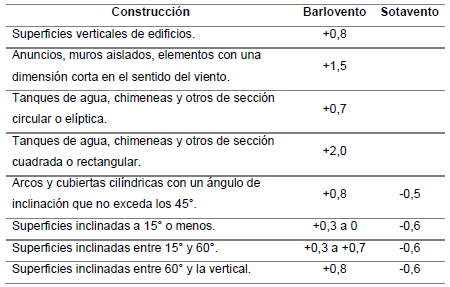 Construcción Barlovento Sotavento
Superficies verticales de edificios. +0,8
Anuncios, muros aislados, elementos con una
dimensión corta en el sentido del viento. +1,5
Tanques de agua, chimeneas y otros de sección
circular o elíptica. +0,7
Tanques de agua, chimeneas y otros de sección
cuadrada o rectangular. +2,0
Arcos y cubiertas cilíndricas con un ángulo de
inclinación que no exceda los 45°. +0,8 -0,5
Superficies inclinadas a 15° o menos. +0,3 a 0 -0,6
Superficies inclinadas entre 15° y 60°. +0,3 a +0,7 -0,6
Superficies inclinadas entre 60° y la vertical. +0,8 -0,6